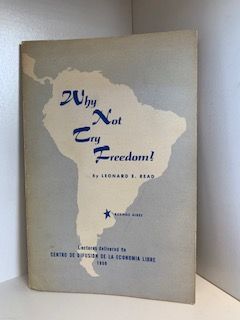 Why
Not
Try
Freedom!
by LEONARD E. READ
BUENOS AIRES
Lectures delivered to
CENTRO DE DIFUSION DE LA ECONOMIA LIBRE
1958